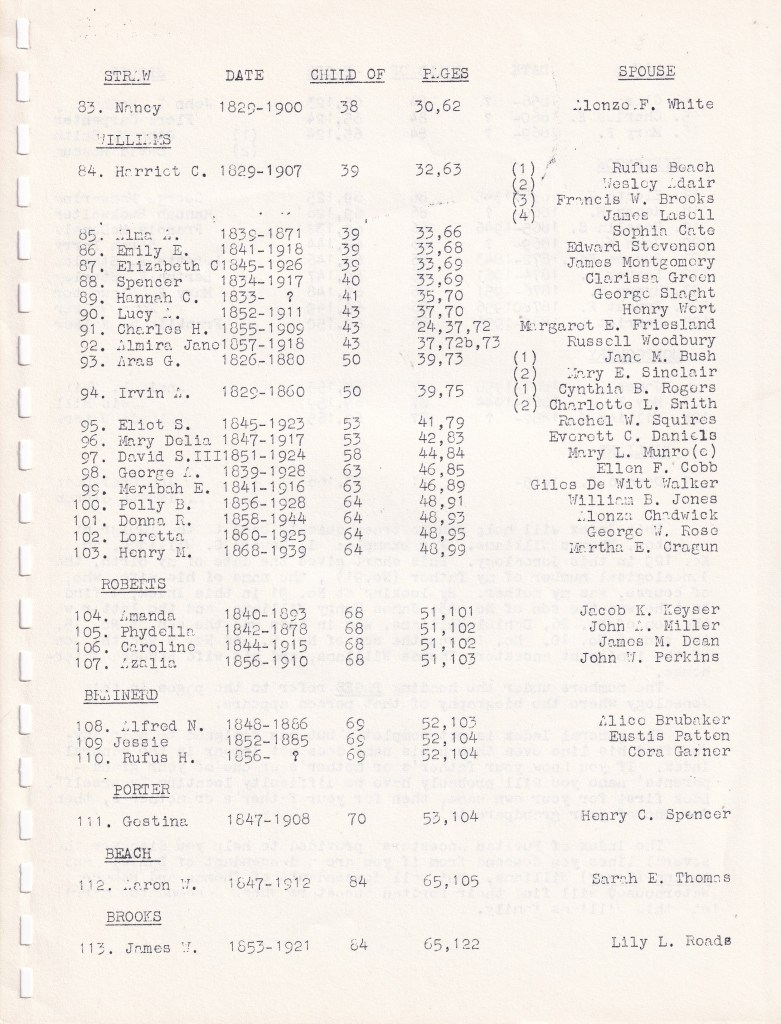 STRAW DATE CHILD OF PAGES SPOUSE
83. Nancy 1829-1900 38 30,62 Alonzo F. White
WILLIAMS
84. Harriet C. 1829-1907 39 32,63 (1) Rufus Beach
(2) Wesley Adair
(3) Francis W. Brooks
(4) James Lasell
85. Alma A. 1839-1871 39 33,66 Sophia Cate
86. Emily E. 1841-1918 39 33,68 Edward Stevenson
87. Elizabeth C 1845-1926 39 33,69 James Montgomery
88. Spencer 1834-1917 40 33,69 Clarissa Green
89. Hannah C. 1833- ? 41 35,70 George Slaght
90. Lucy A. 1852-1911 43 37,70 Henry Wert
91. Charles H. 1855-1909 43 24,37,72 Margaret E. Friesland
92. Almira Jane 1857-1918 43 37,72b,73 Russell Woodbury
93. Aras G. 1826-1880 50 39,73 (1) Jane M. Bush
(2) Mary E. Sinclair
94. Irvin A. 1829-1860 50 39,75 (1) Cynthia B. Rogers
(2) Charlotte L. Smith
95. Eliot S. 1845-1923 53 41,79 Rachel W. Squires
96. Mary Delia 1847-1917 53 42,83 Everett C. Daniels
97. David S.III 1851-1924 58 44,84 Mary L. Munro(e)
98. George A. 1839-1928 63 46,85 Ellen F. Cobb
99. Meribah E. 1841-1916 63 46,89 Giles De Witt Walker
100. Polly B. 1856-1928 64 48,91 William B. Jones
101. Donna R. 1858-1944 64 48,93 Alonza Chadwick
102. Loretta 1860-1925 64 48,95 George W. Rose
103. Henry M. 1868-1939 64 48,99 Martha E. Cragun
ROBERTS
104. Amanda 1840-1893 68 51,101 Jacob K. Keyser
105. Phydella 1842-1878 68 51,102 John A. Miller
106. Caroline 1844-1915 68 51,102 James M. Dean
107. Azalia 1856-1910 68 51,103 John W. Perkins
BRAINERD
108. Alfred N. 1848-1886 69 52,103 Alice Brubaker
109 Jessie 1852-1885 69 52,104 Eustis Patten
110. Rufus H. 1856- ? 69 52,104 Cora Garner
PORTER
111. Gestina 1847-1908 70 53,104 Henry C. Spencer
BEACH
112. Aaron W. 1847-1912 84 65,105 Sarah E. Thomas
BROOKS
113. James W. 1853-1921 84 65,122 Lily L. Roads